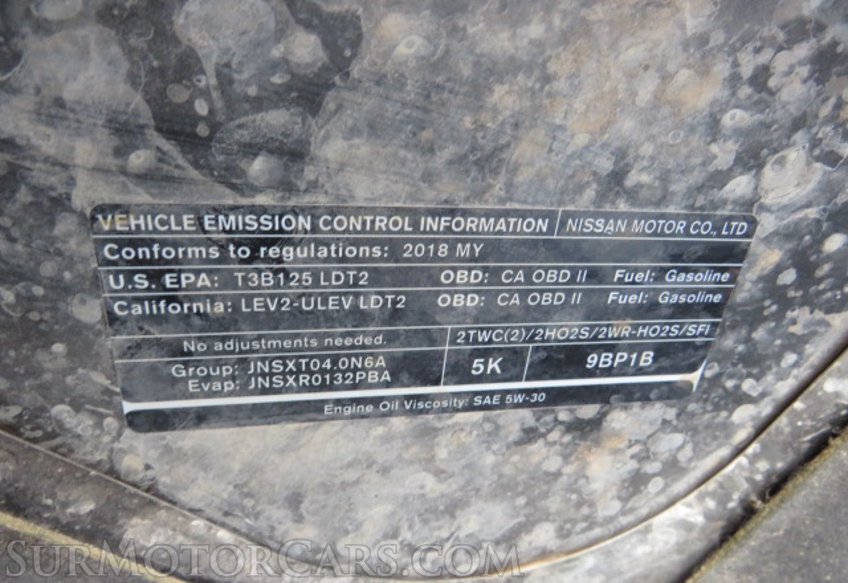 VEHICLE EMISSION CONTROL INFORMATION NISSAN MOTOR CO., LTD
Conforms to regulations: 2018 MY
U.S. EPA: T3B125 LDT2 OBD: CA OBD II Fuel: Gasoline
California: LEV2-ULEV LDT2 OBD: CA OBD II Fuel: Gasoline
No adjustments needed. 2TWC(2)/2HO2S/2WR-HO2S/SFI
Group: JNSXT04.0N6A 5K 9BP1B
Evap: JNSXR0132PBA
Engine Oil Viscosity: SAE 5W-30
SurMotorCars.com